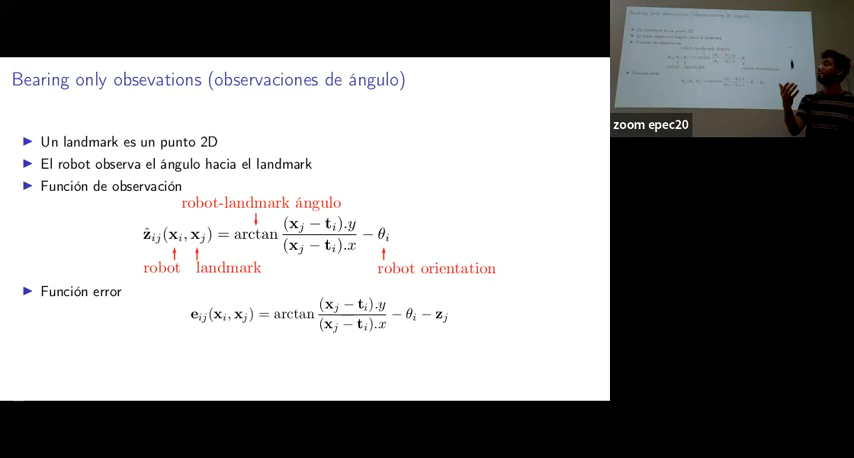 Bearing only obsevations (observaciones de ángulo)
▶ Un landmark es un punto 2D
▶ El robot observa el ángulo hacia el landmark
▶ Función de observación
robot-landmark ángulo
ẑ_ij(x_i, x_j) = arctan (x_j − t_i).y / (x_j − t_i).x − θ_i
robot landmark robot orientation
▶ Función error
e_ij(x_i, x_j) = arctan (x_j − t_i).y / (x_j − t_i).x − θ_i − z_j
zoom epec20